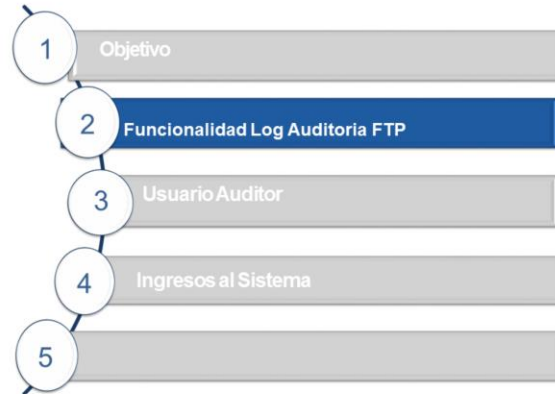 1 Objetivo
2 Funcionalidad Log Auditoria FTP
3 Usuario Auditor
4 Ingresos al Sistema
5